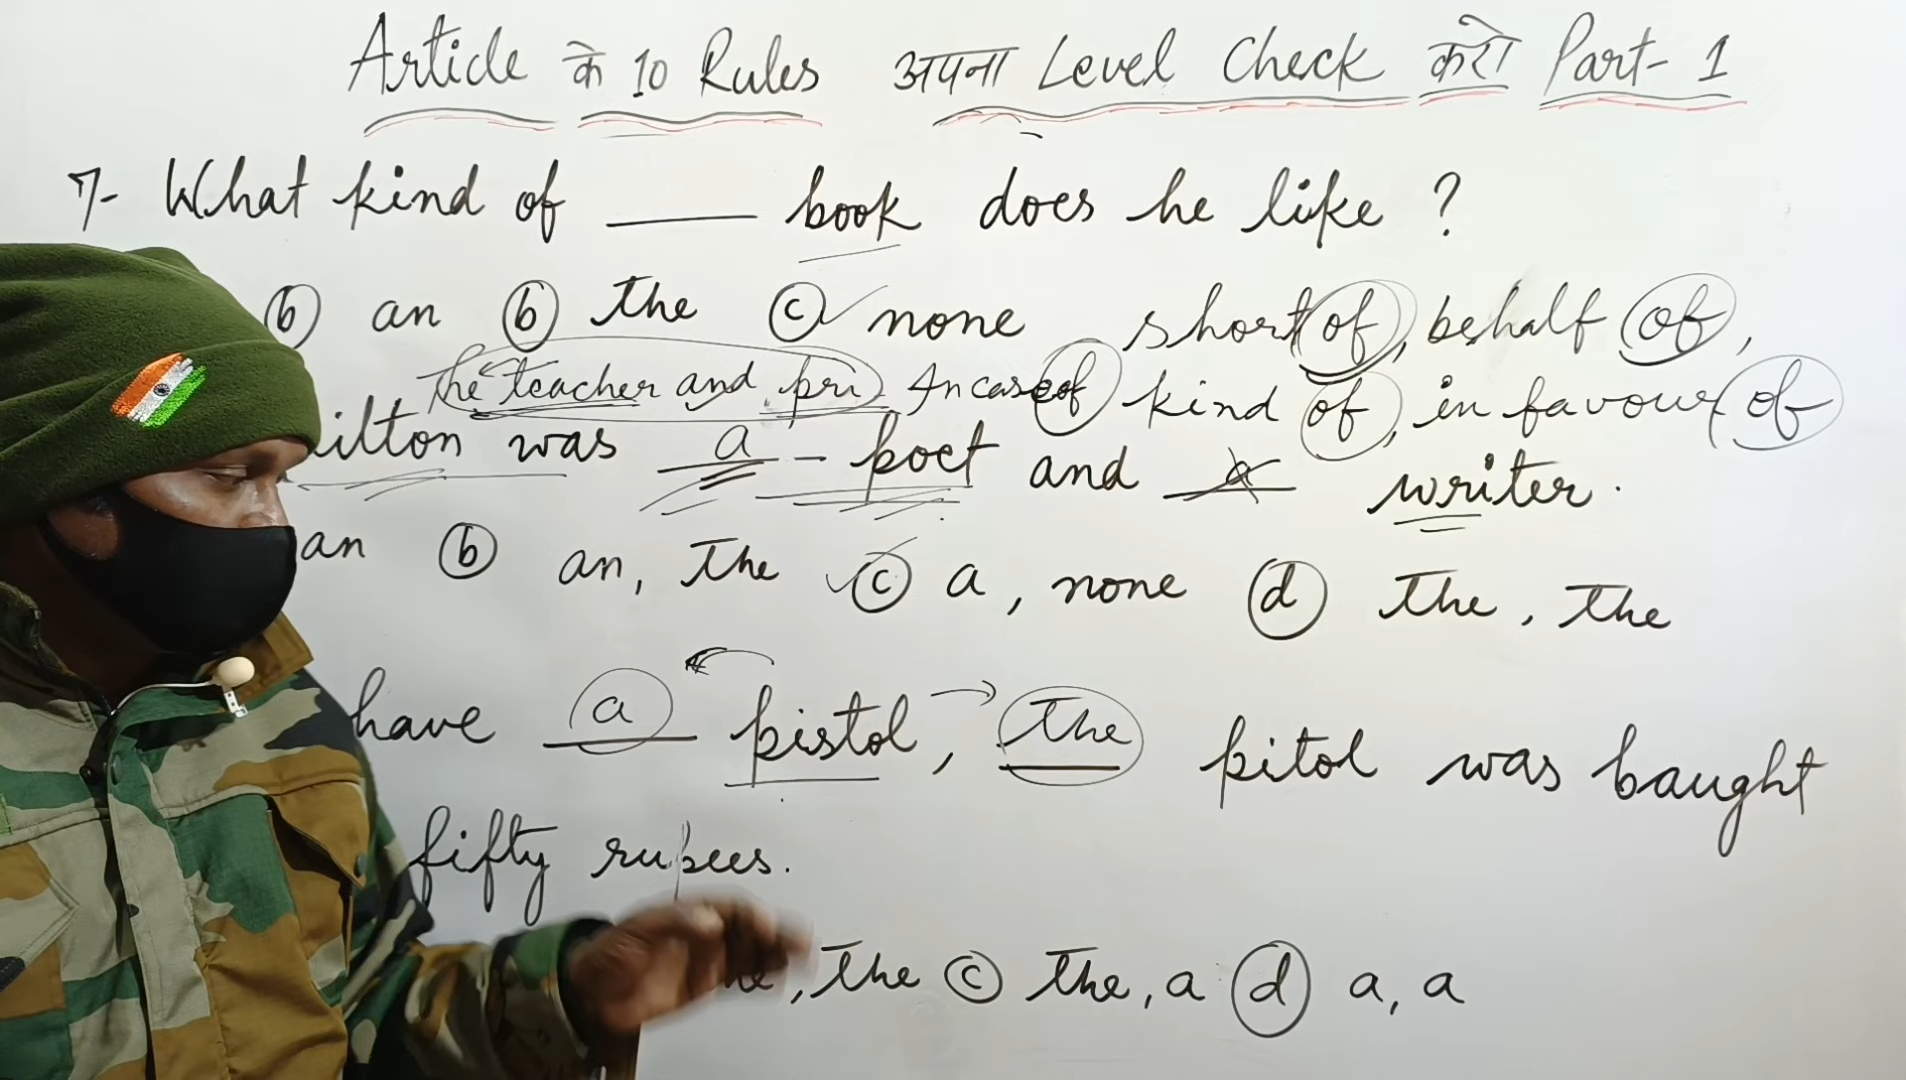 Article के 10 Rules अपना Level Check करो Part- 1
7- What kind of ____ book does he like ?
b an b the c none short of, behalf of,
The teacher and pri In case of kind of, in favour of
ilton was a - poet and a writer.
an b an, the c a, none d the, the
have a pistol, the pitol was baught
fifty rupees.
, the c the, a d a, a